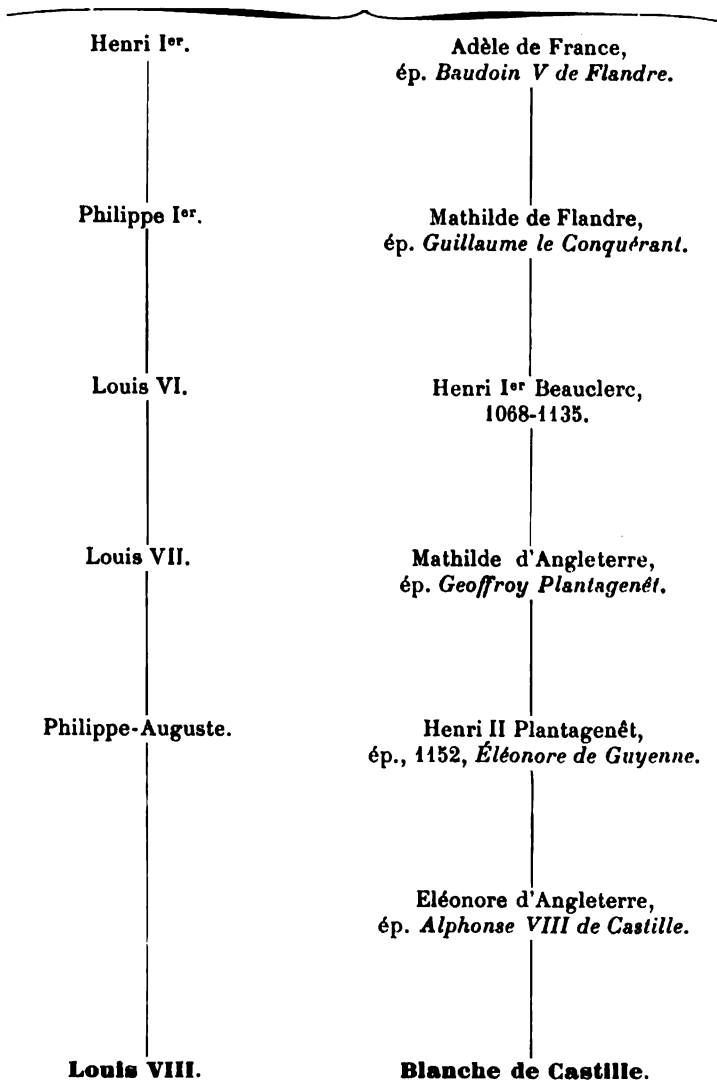 Henri Ier.
Adèle de France,
ép. Baudoin V de Flandre.
Philippe Ier.
Mathilde de Flandre,
ép. Guillaume le Conquérant.
Louis VI.
Henri Ier Beauclerc,
1068-1135.
Louis VII.
Mathilde d'Angleterre,
ép. Geoffroy Plantagenêt.
Philippe-Auguste.
Henri II Plantagenêt,
ép., 1152, Éléonore de Guyenne.
Eléonore d'Angleterre,
ép. Alphonse VIII de Castille.
Louis VIII.
Blanche de Castille.